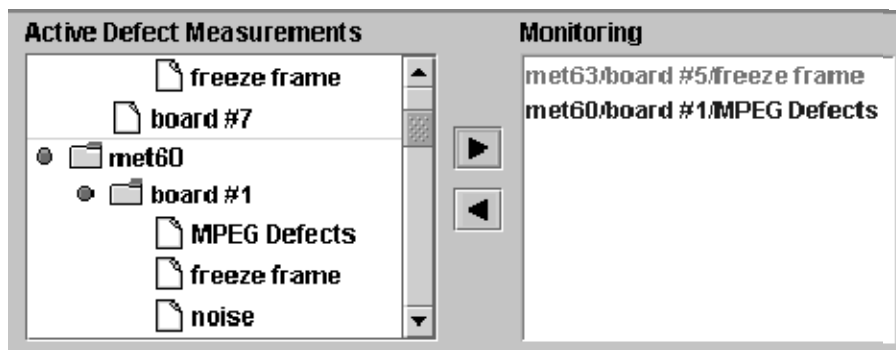 Active Defect Measurements
freeze frame
board #7
met60
board #1
MPEG Defects
freeze frame
noise
Monitoring
met63/board #5/freeze frame
met60/board #1/MPEG Defects